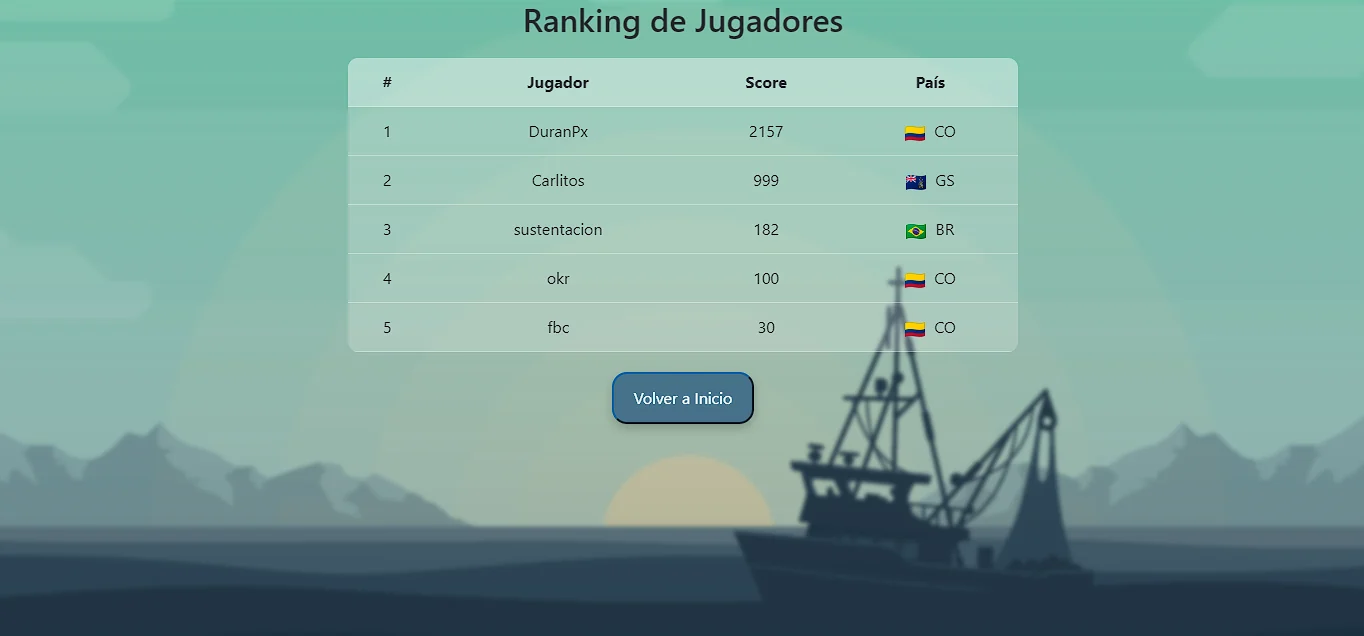 Ranking de Jugadores
# Jugador Score País
1 DuranPx 2157 CO
2 Carlitos 999 GS
3 sustentacion 182 BR
4 okr 100 CO
5 fbc 30 CO
Volver a Inicio